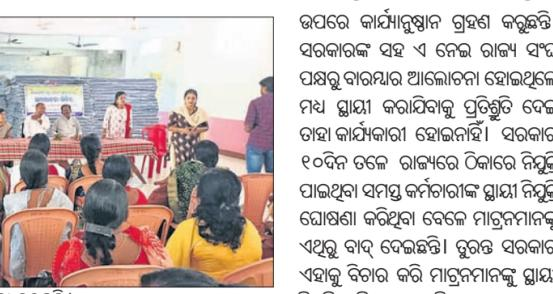 ଉପରେ କାର୍ଯ୍ୟାନୁଷ୍ଠାନ ଗ୍ରହଣ କରୁଛନ୍ତି
ସରକାରଙ୍କ ସହ ଏ ନେଇ ରାଜ୍ୟ ସଂଘ
ପକ୍ଷରୁ ବାରମ୍ବାର ଆଲୋଚନା ହୋଇଥିଲେ
ମଧ୍ୟ ସ୍ଥାୟୀ କରାଯିବାକୁ ପ୍ରତିଶ୍ରୁତି ଦେଇ
ତାହା କାର୍ଯ୍ୟକାରୀ ହୋଇନାହିଁ। ସରକାର
୧୦ଦିନ ତଳେ ରାଜ୍ୟରେ ଠିକାରେ ନିଯୁକ୍ତି
ପାଇଥିବା ସମସ୍ତ କର୍ମଚାରୀଙ୍କ ସ୍ଥାୟୀ ନିଯୁକ୍ତି
ଘୋଷଣା କରିଥିବା ବେଳେ ମାଟ୍ରନମାନଙ୍କୁ
ଏଥିରୁ ବାଦ୍ ଦେଇଛନ୍ତି। ତୁରନ୍ତ ସରକାର
ଏହାକୁ ବିଚାର କରି ମାଟ୍ରନମାନଙ୍କୁ ସ୍ଥାୟୀ